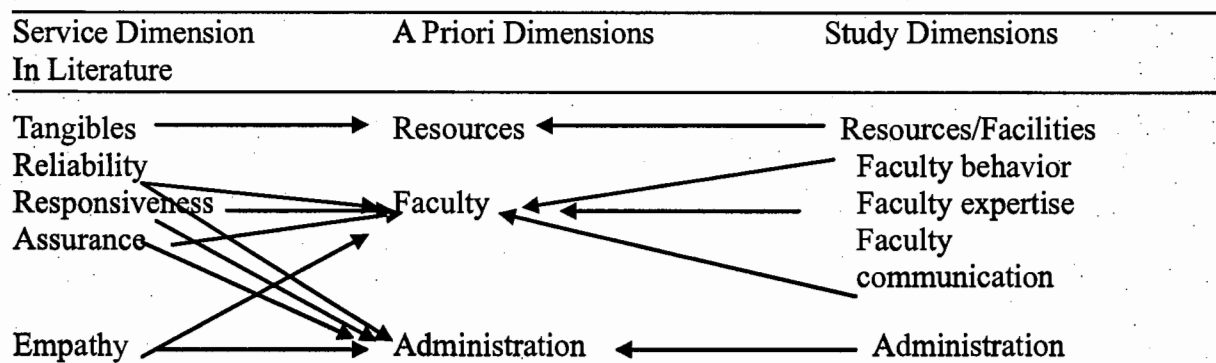 Service Dimension A Priori Dimensions Study Dimensions
In Literature
Tangibles Resources Resources/Facilities
Reliability Faculty behavior
Responsiveness Faculty Faculty expertise
Assurance Faculty
communication
Empathy Administration Administration